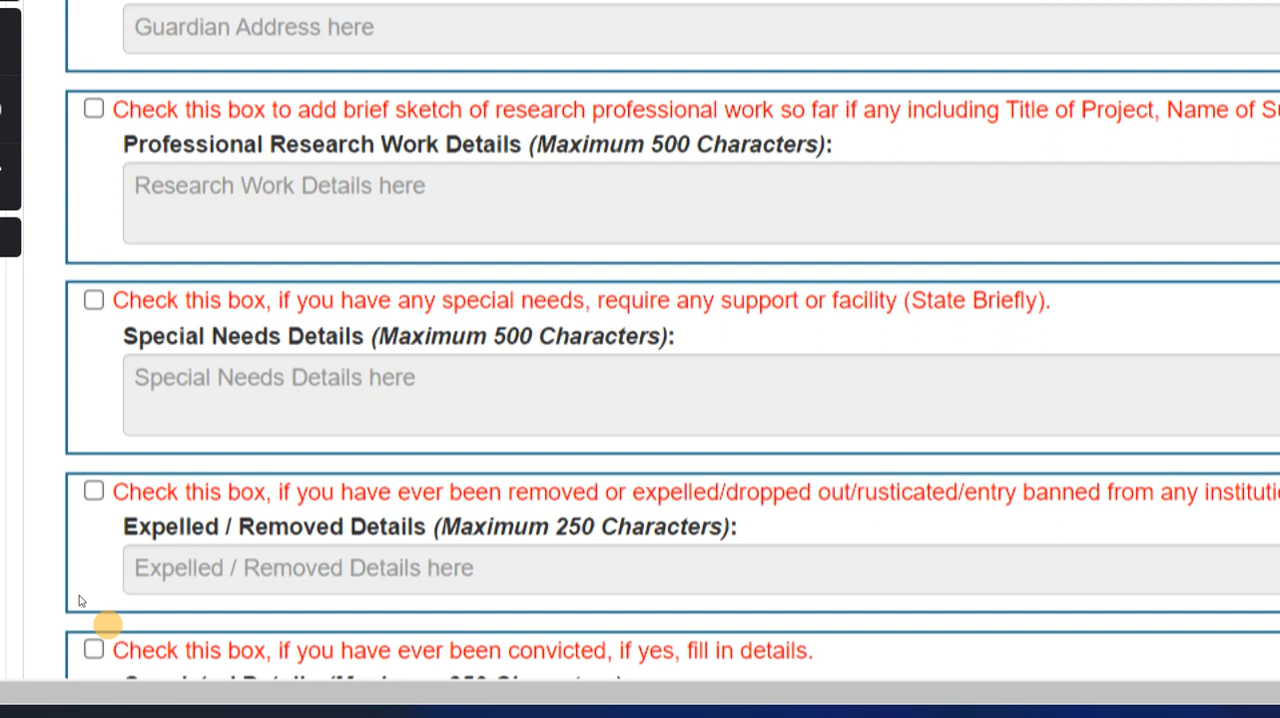 Guardian Address here
Check this box to add brief sketch of research professional work so far if any including Title of Project, Name of
Professional Research Work Details (Maximum 500 Characters):
Research Work Details here
Check this box, if you have any special needs, require any support or facility (State Briefly).
Special Needs Details (Maximum 500 Characters):
Special Needs Details here
Check this box, if you have ever been removed or expelled/dropped out/rusticated/entry banned from any
Expelled / Removed Details (Maximum 250 Characters):
Expelled / Removed Details here
Check this box, if you have ever been convicted, if yes, fill in details.